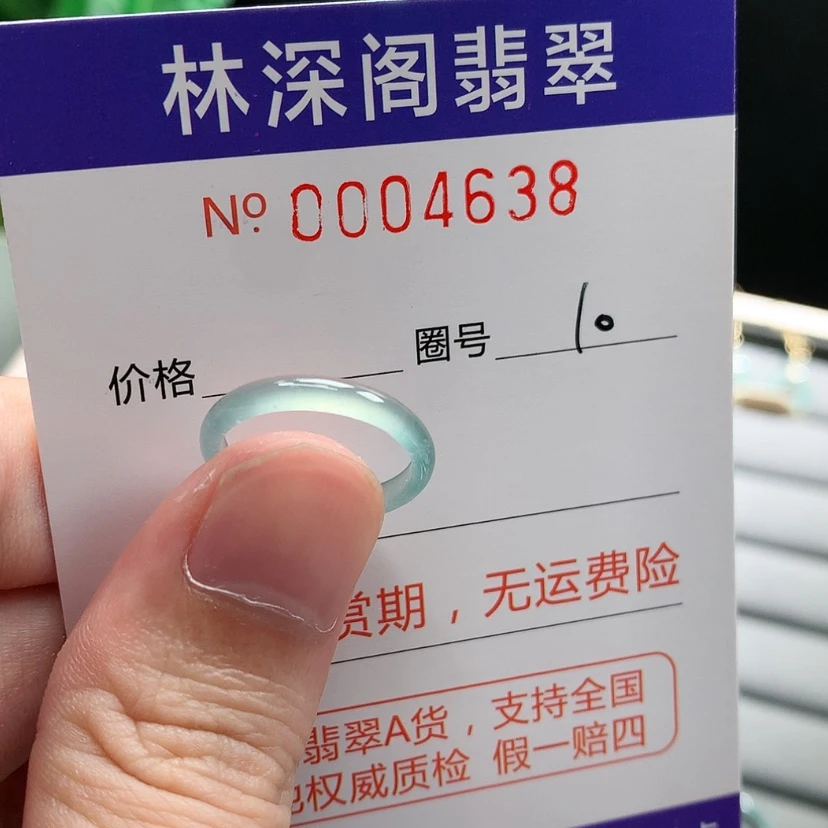 林深阁翡翠
Nº 0004638
价格 圈号 10
赏期，无运费险
翡翠A货，支持全国
权威质检 假一赔四